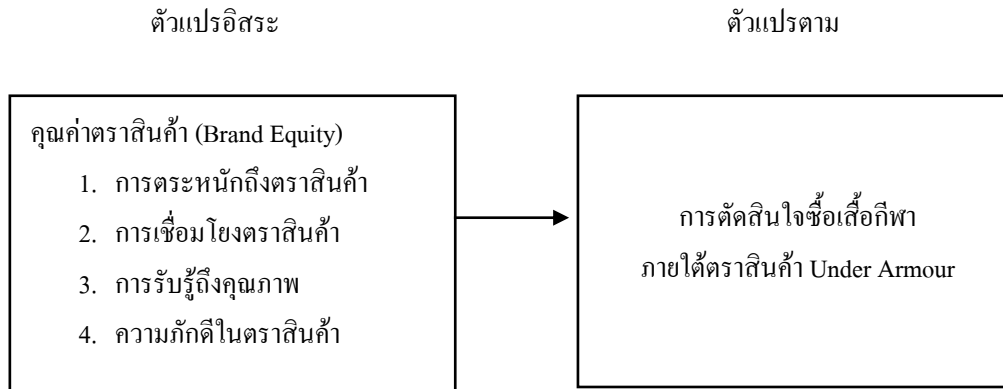 ตัวแปรอิสระ
ตัวแปรตาม
คุณค่าตราสินค้า (Brand Equity)
1. การตระหนักถึงตราสินค้า
2. การเชื่อมโยงตราสินค้า
3. การรับรู้ถึงคุณภาพ
4. ความภักดีในตราสินค้า
การตัดสินใจซื้อเสื้อกีฬา
ภายใต้ตราสินค้า Under Armour